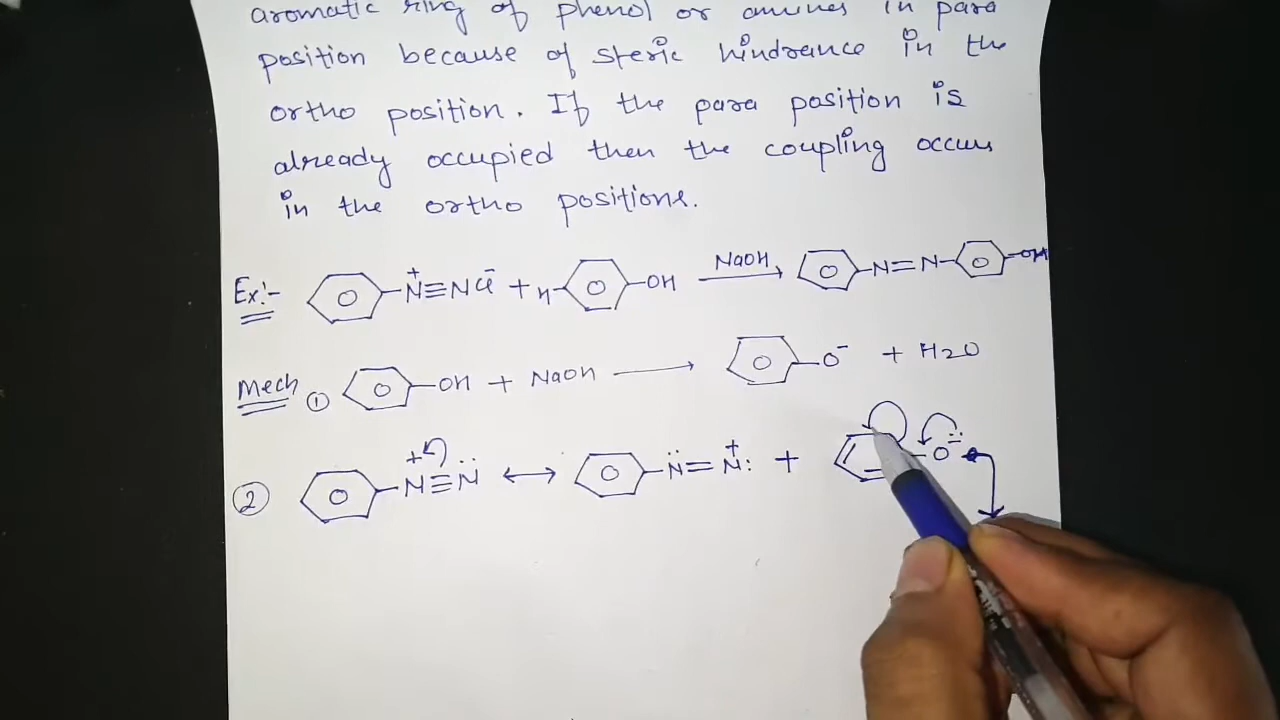 aromatic ring of phenol or amines in para
position because of steric hindrance in the
ortho position. If the para position is
already occupied then the coupling occurs
in the ortho positions.
Ex:- N⁺≡NCl⁻ + H- -OH NaOH → -N=N- -OH
Mech ① -OH + NaOH → -O⁻ + H2O
② N⁺≡N̈ ↔ -N̈=N̈⁺: + O⁻